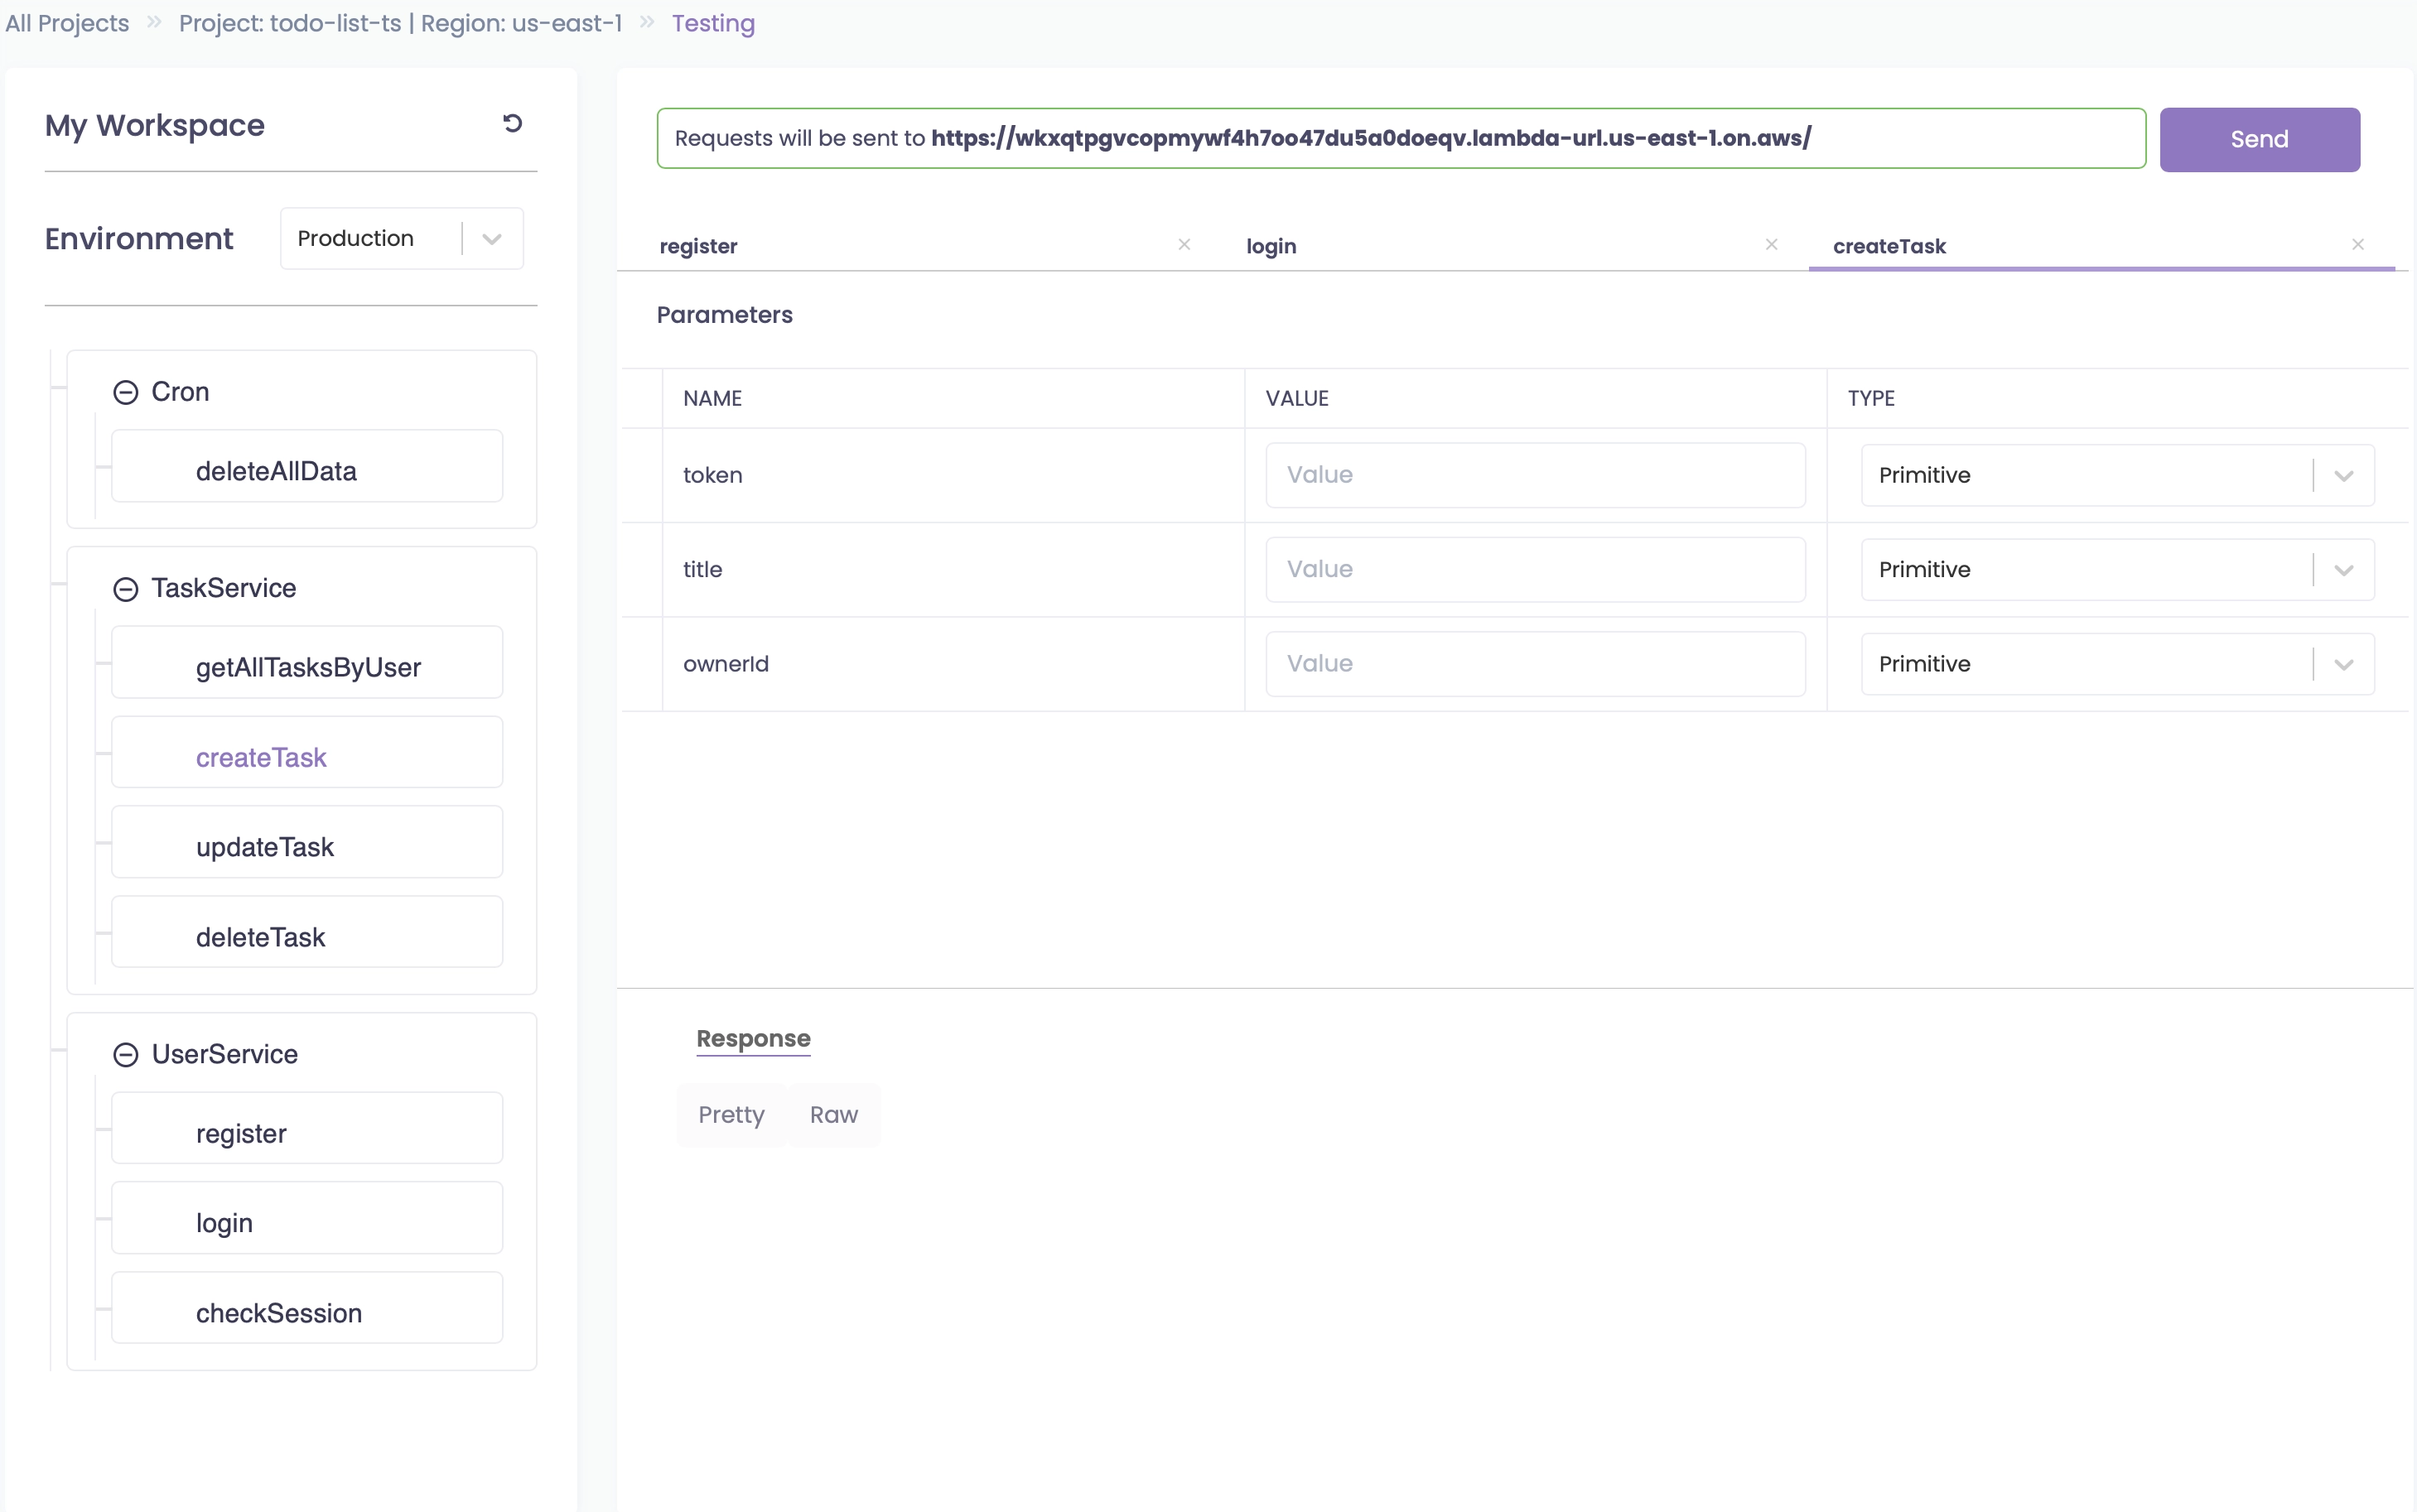 All Projects » Project: todo-list-ts | Region: us-east-1 » Testing
My Workspace
Environment
Production
Cron
deleteAllData
TaskService
getAllTasksByUser
createTask
updateTask
deleteTask
UserService
register
login
checkSession
Requests will be sent to https://wkxqtpgvcopmywf4h7oo47du5a0doeqv.lambda-url.us-east-1.on.aws/
Send
register × login × createTask ×
Parameters
NAME VALUE TYPE
token Value Primitive
title Value Primitive
ownerId Value Primitive
Response
Pretty Raw